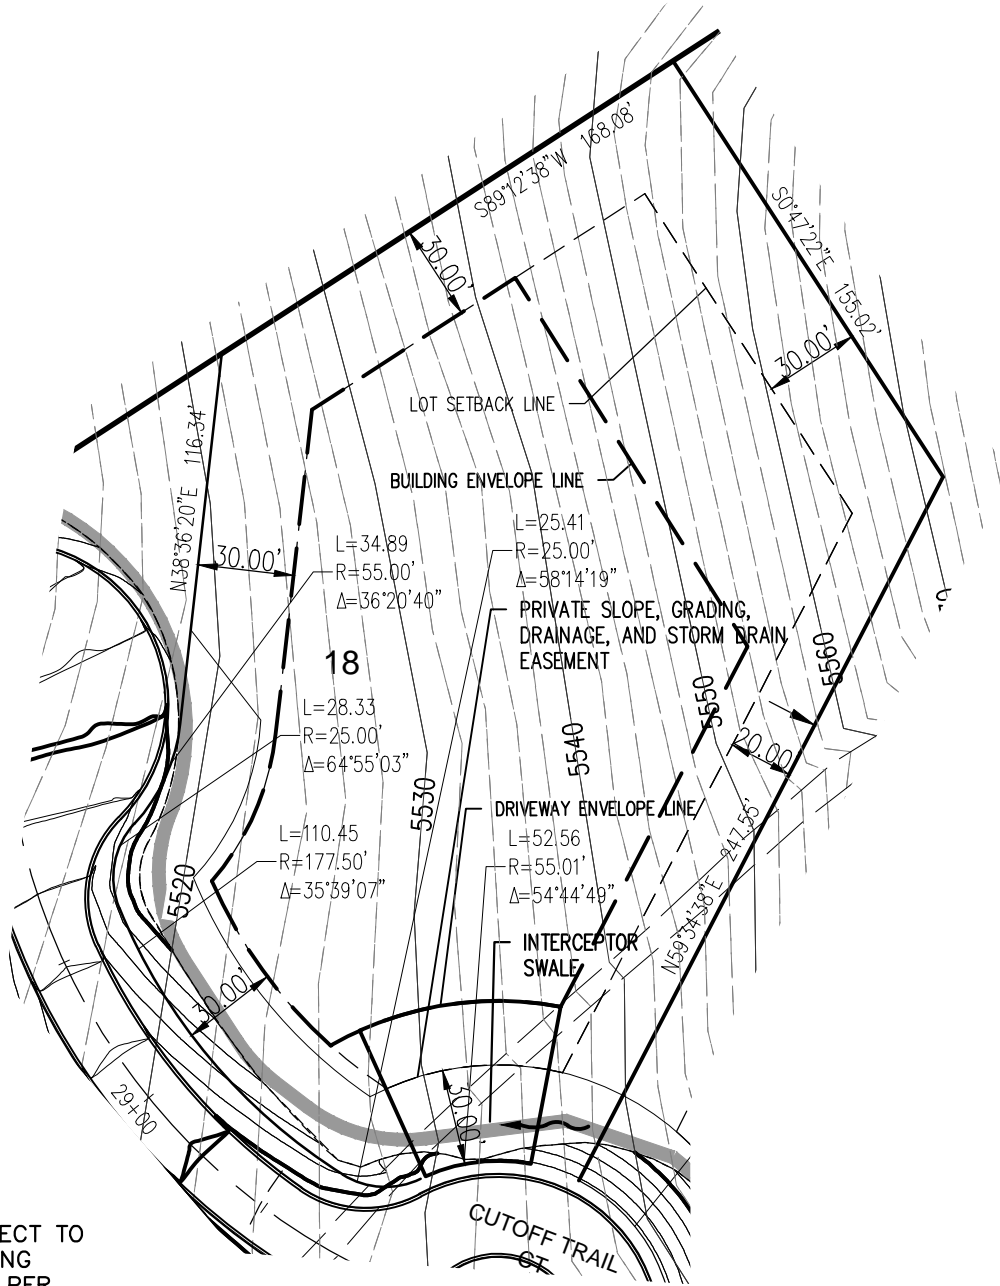 S89°12'38"W 168.08'
S0°47'22"E 155.02'
30.00'
30.00'
LOT SETBACK LINE
N38°36'20"E 116.34'
BUILDING ENVELOPE LINE
L=25.41
R=25.00'
Δ=58°14'19"
L=34.89
R=55.00'
Δ=36°20'40"
30.00'
PRIVATE SLOPE, GRADING,
DRAINAGE, AND STORM DRAIN
EASEMENT
18
5560
5550
L=28.33
R=25.00'
Δ=64°55'03"
5540
20.00
5530
DRIVEWAY ENVELOPE LINE
L=52.56
R=55.01'
Δ=54°44'49"
L=110.45
R=177.50'
Δ=35°39'07"
N59°34'38"E 247.55'
5520
INTERCEPTOR
SWALE
30.00'
30.00'
29+00
CUTOFF TRAIL
CT
ECT TO
NG
PER